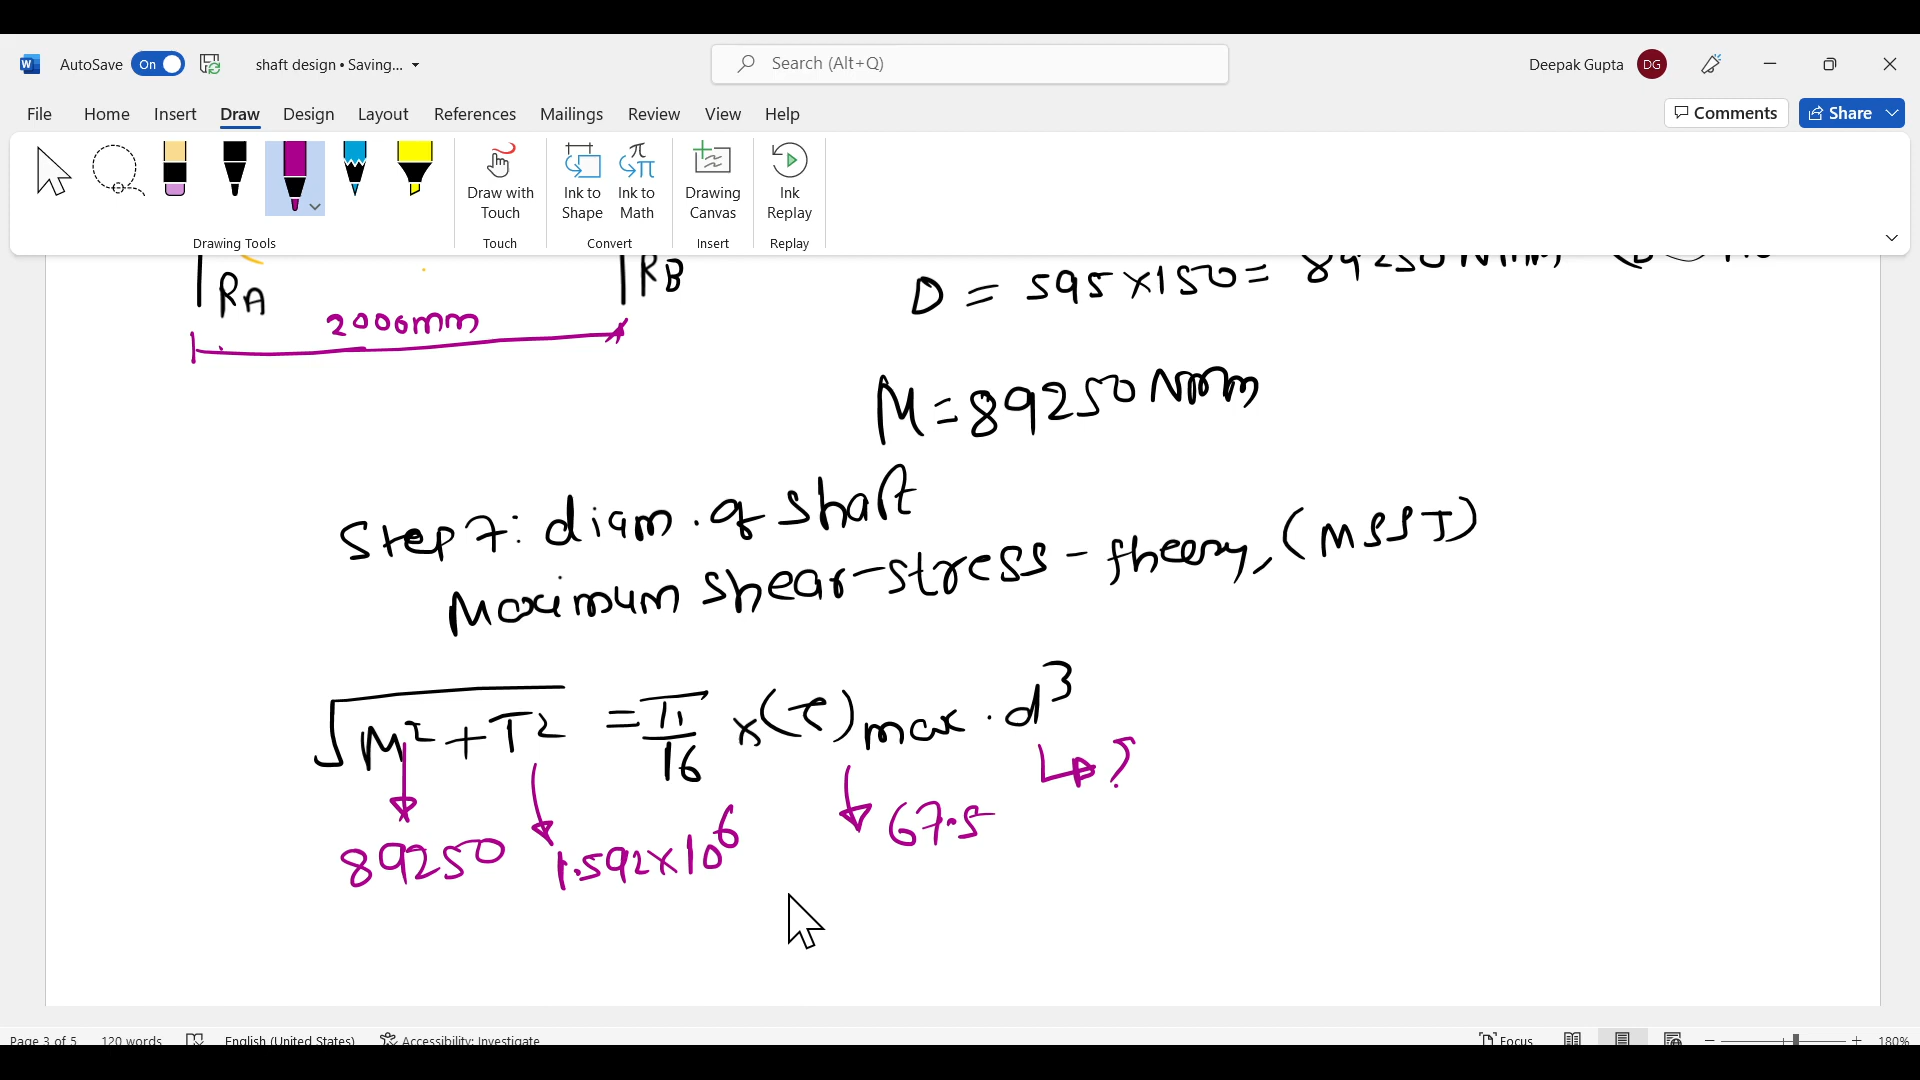 AutoSave On shaft design • Saving... Search (Alt+Q) Deepak Gupta DG
File Home Insert Draw Design Layout References Mailings Review View Help Comments Share
Draw with Touch
Ink to Shape
Ink to Math
Drawing Canvas
Ink Replay
Drawing Tools Touch Convert Insert Replay
RA RB
2000mm
D = 595×150= 89250 Nmm
M=89250 Nmm
Step 7: diam. of shaft
Maximum shear-stress-theory, (MSST)
√M²+T² = π/16 ×(τ)max . d³
↳ ?
89250 1.592×10⁶ 67.5
Page 3 of 5 120 words English (United States) Accessibility: Investigate Focus 180%